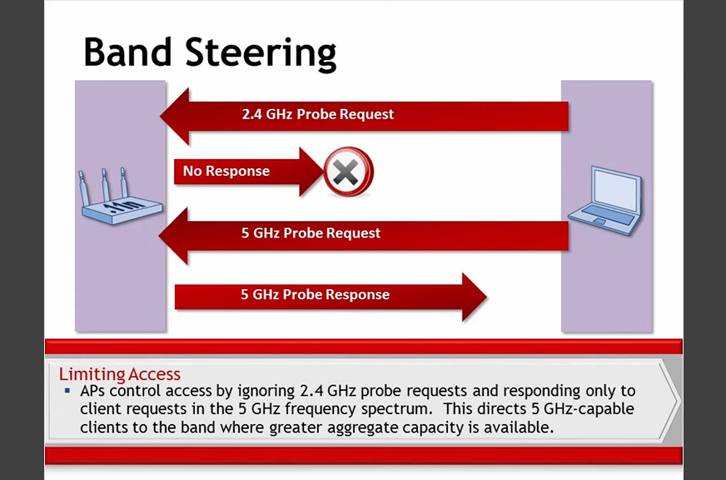 Band Steering
2.4 GHz Probe Request
No Response
.11n
5 GHz Probe Request
5 GHz Probe Response
Limiting Access
▪ APs control access by ignoring 2.4 GHz probe requests and responding only to
client requests in the 5 GHz frequency spectrum. This directs 5 GHz-capable
clients to the band where greater aggregate capacity is available.